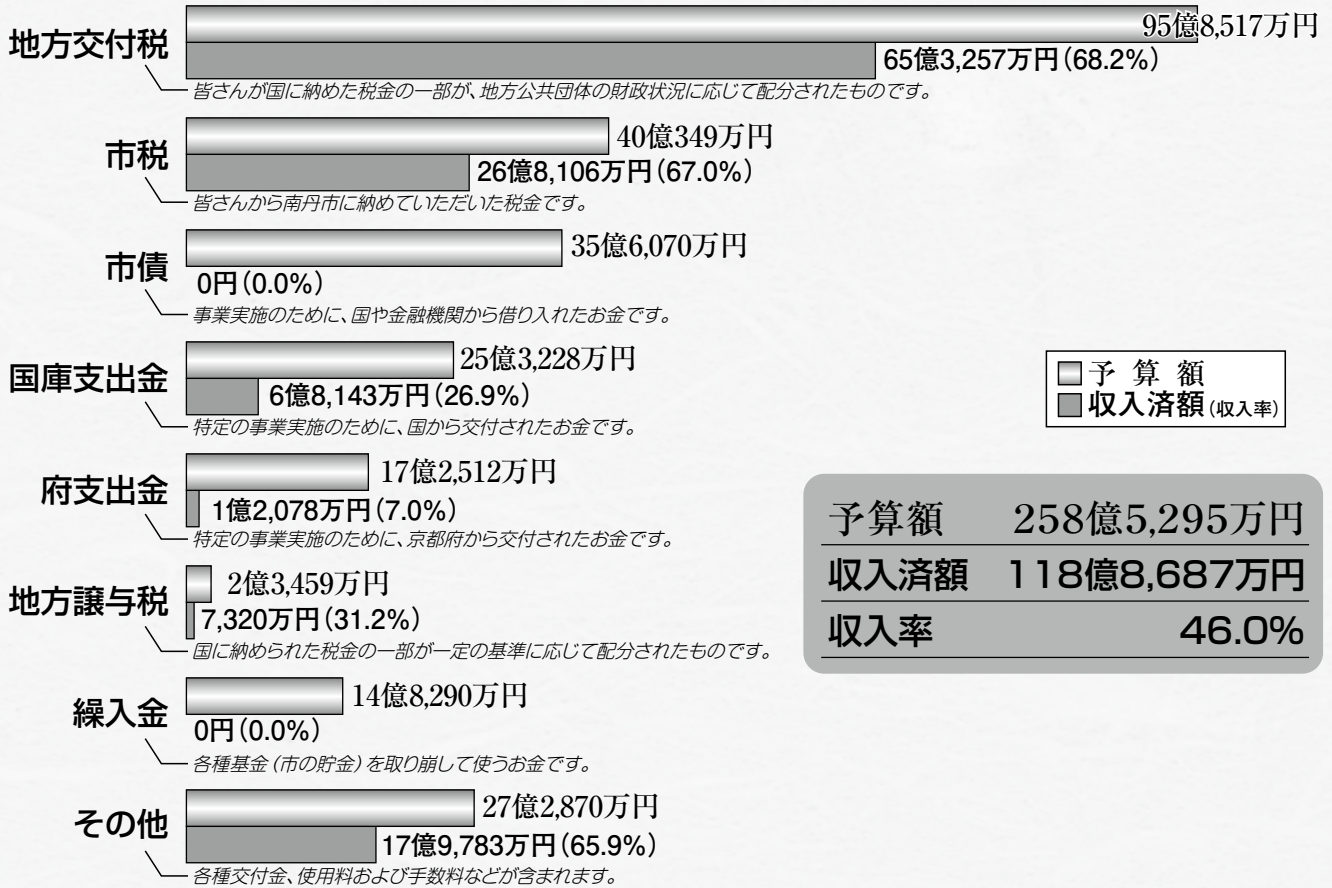 地方交付税
95億8,517万円
65億3,257万円(68.2%)
皆さんが国に納めた税金の一部が、地方公共団体の財政状況に応じて配分されたものです。
市税
40億349万円
26億8,106万円(67.0%)
皆さんから南丹市に納めていただいた税金です。
市債
35億6,070万円
0円(0.0%)
事業実施のために、国や金融機関から借り入れたお金です。
国庫支出金
25億3,228万円
6億8,143万円(26.9%)
特定の事業実施のために、国から交付されたお金です。
府支出金
17億2,512万円
1億2,078万円(7.0%)
特定の事業実施のために、京都府から交付されたお金です。
地方譲与税
2億3,459万円
7,320万円(31.2%)
国に納められた税金の一部が一定の基準に応じて配分されたものです。
繰入金
14億8,290万円
0円(0.0%)
各種基金(市の貯金)を取り崩して使うお金です。
その他
27億2,870万円
17億9,783万円(65.9%)
各種交付金、使用料および手数料などが含まれます。
予算額
収入済額(収入率)
予算額 258億5,295万円
収入済額 118億8,687万円
収入率 46.0%